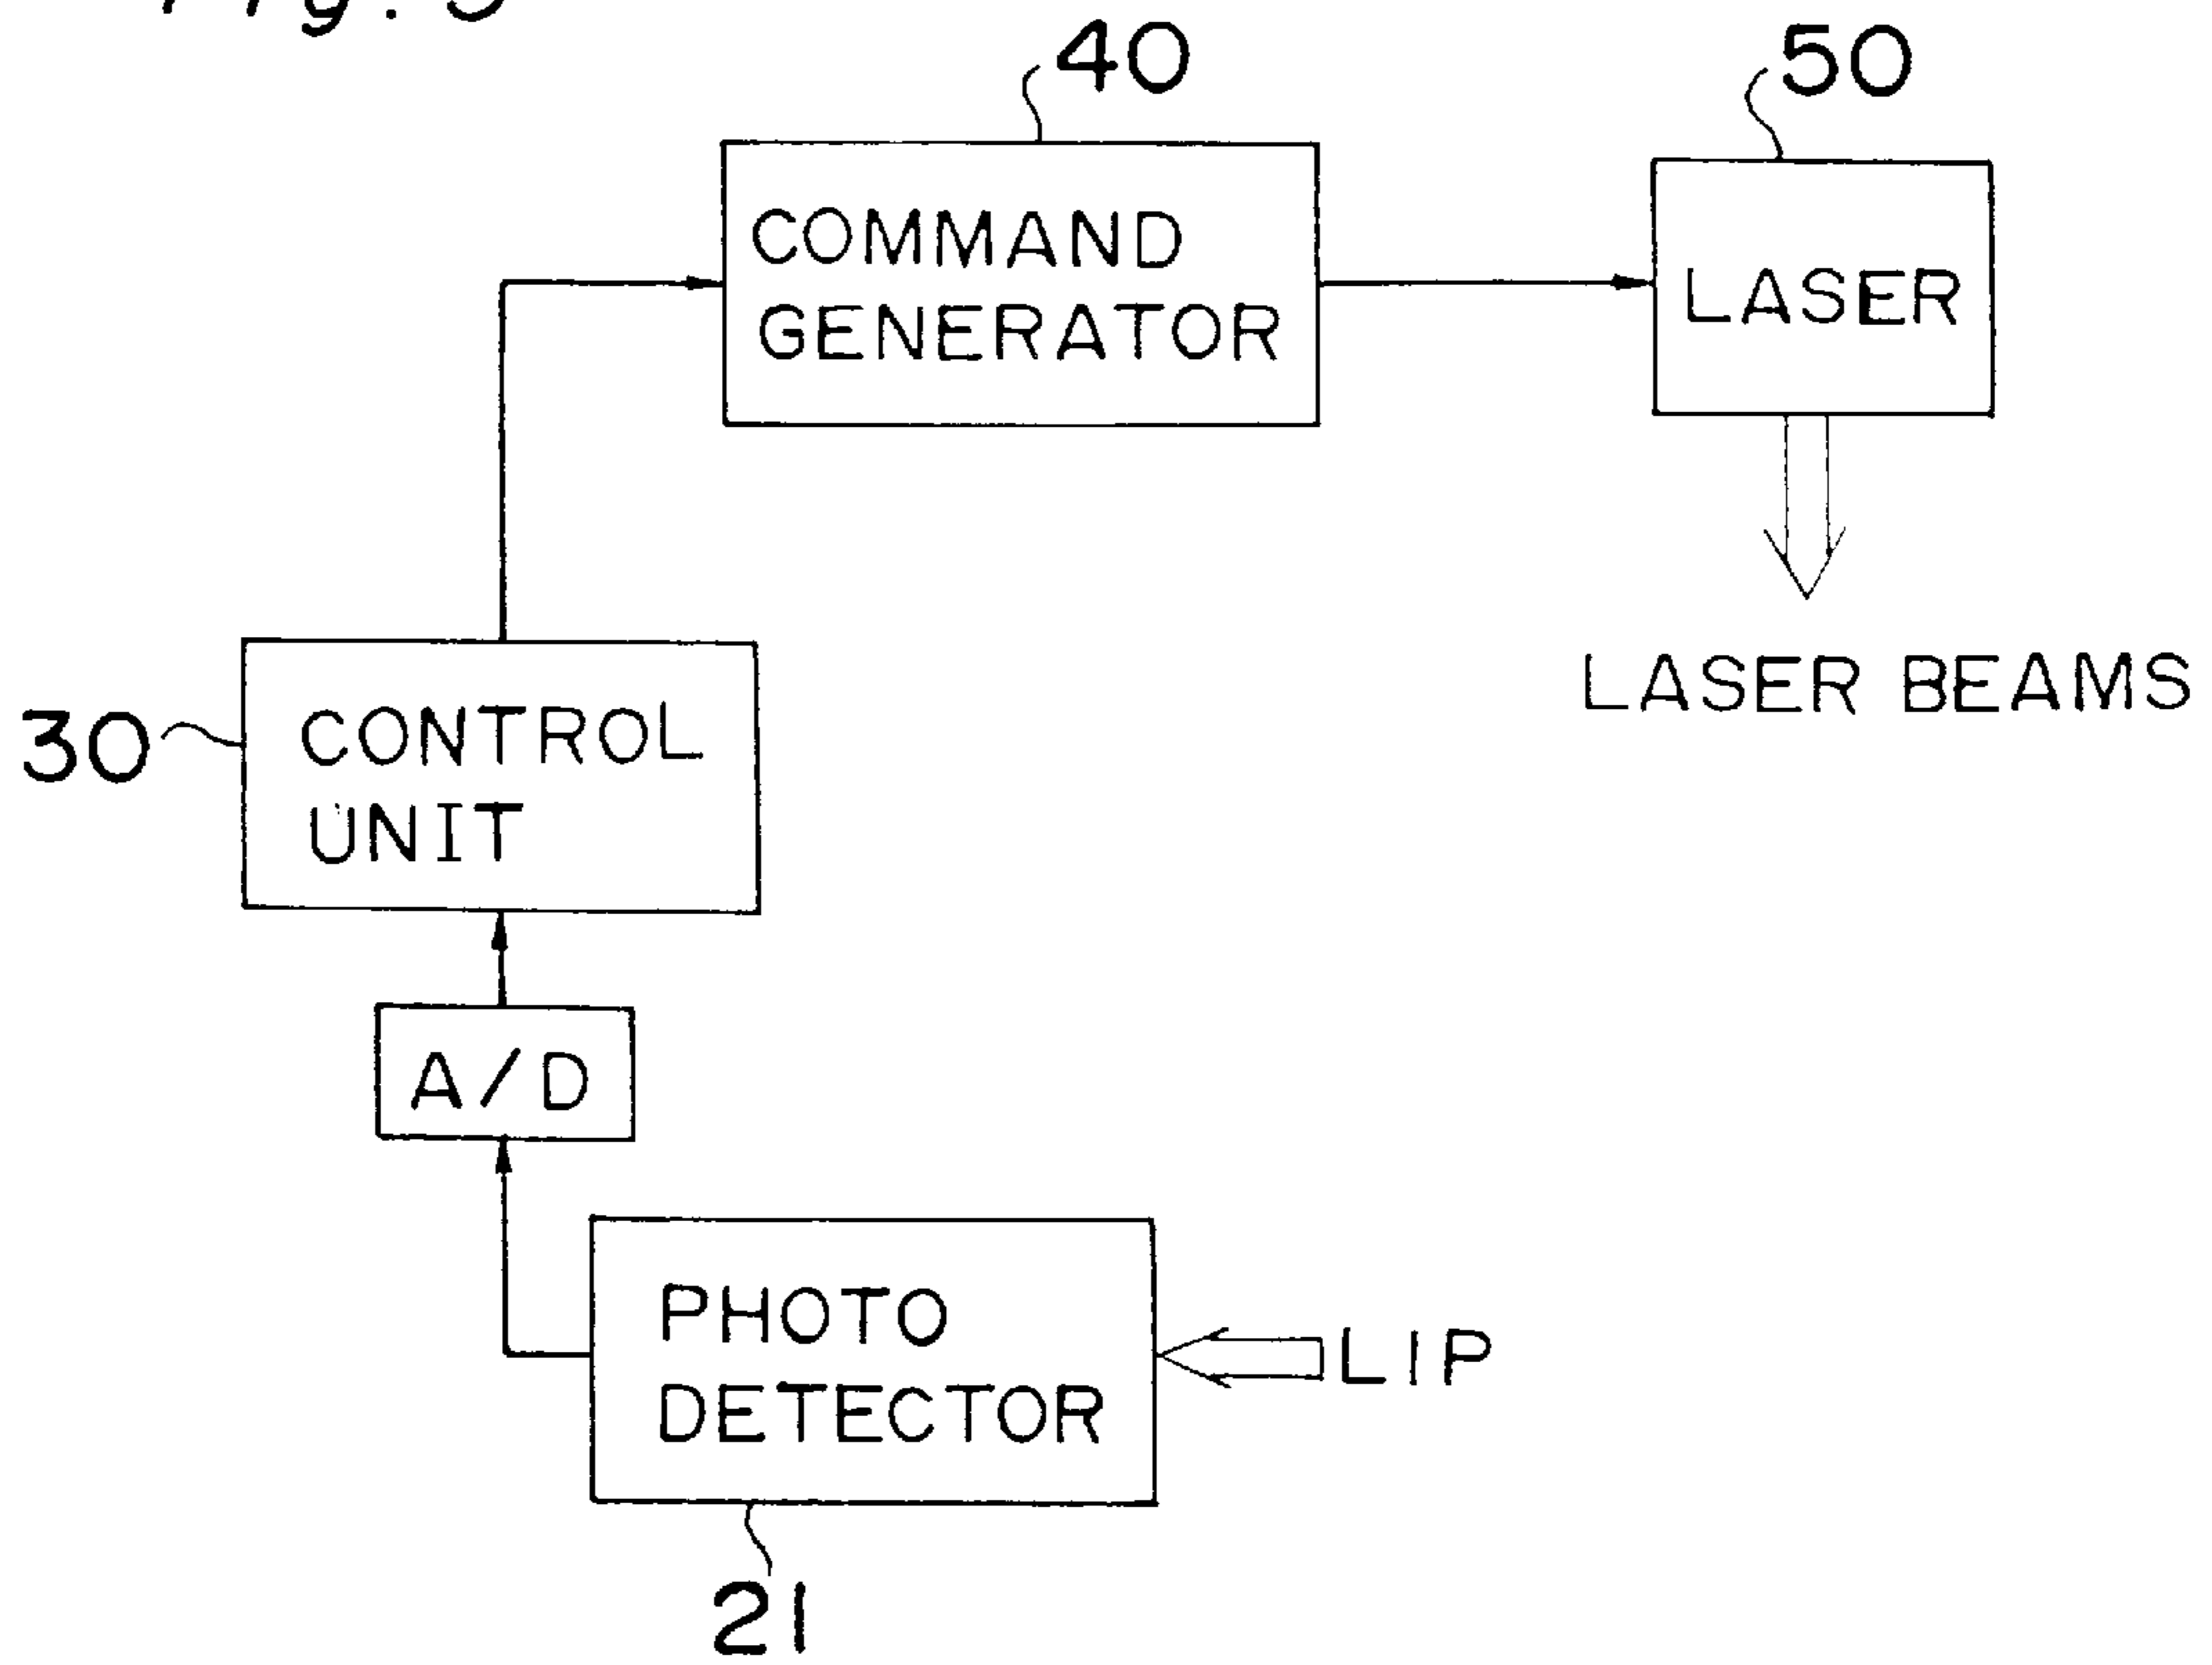 40
50
COMMAND
GENERATOR
LASER
LASER BEAMS
30
CONTROL
UNIT
A/D
PHOTO
DETECTOR
LIP
21